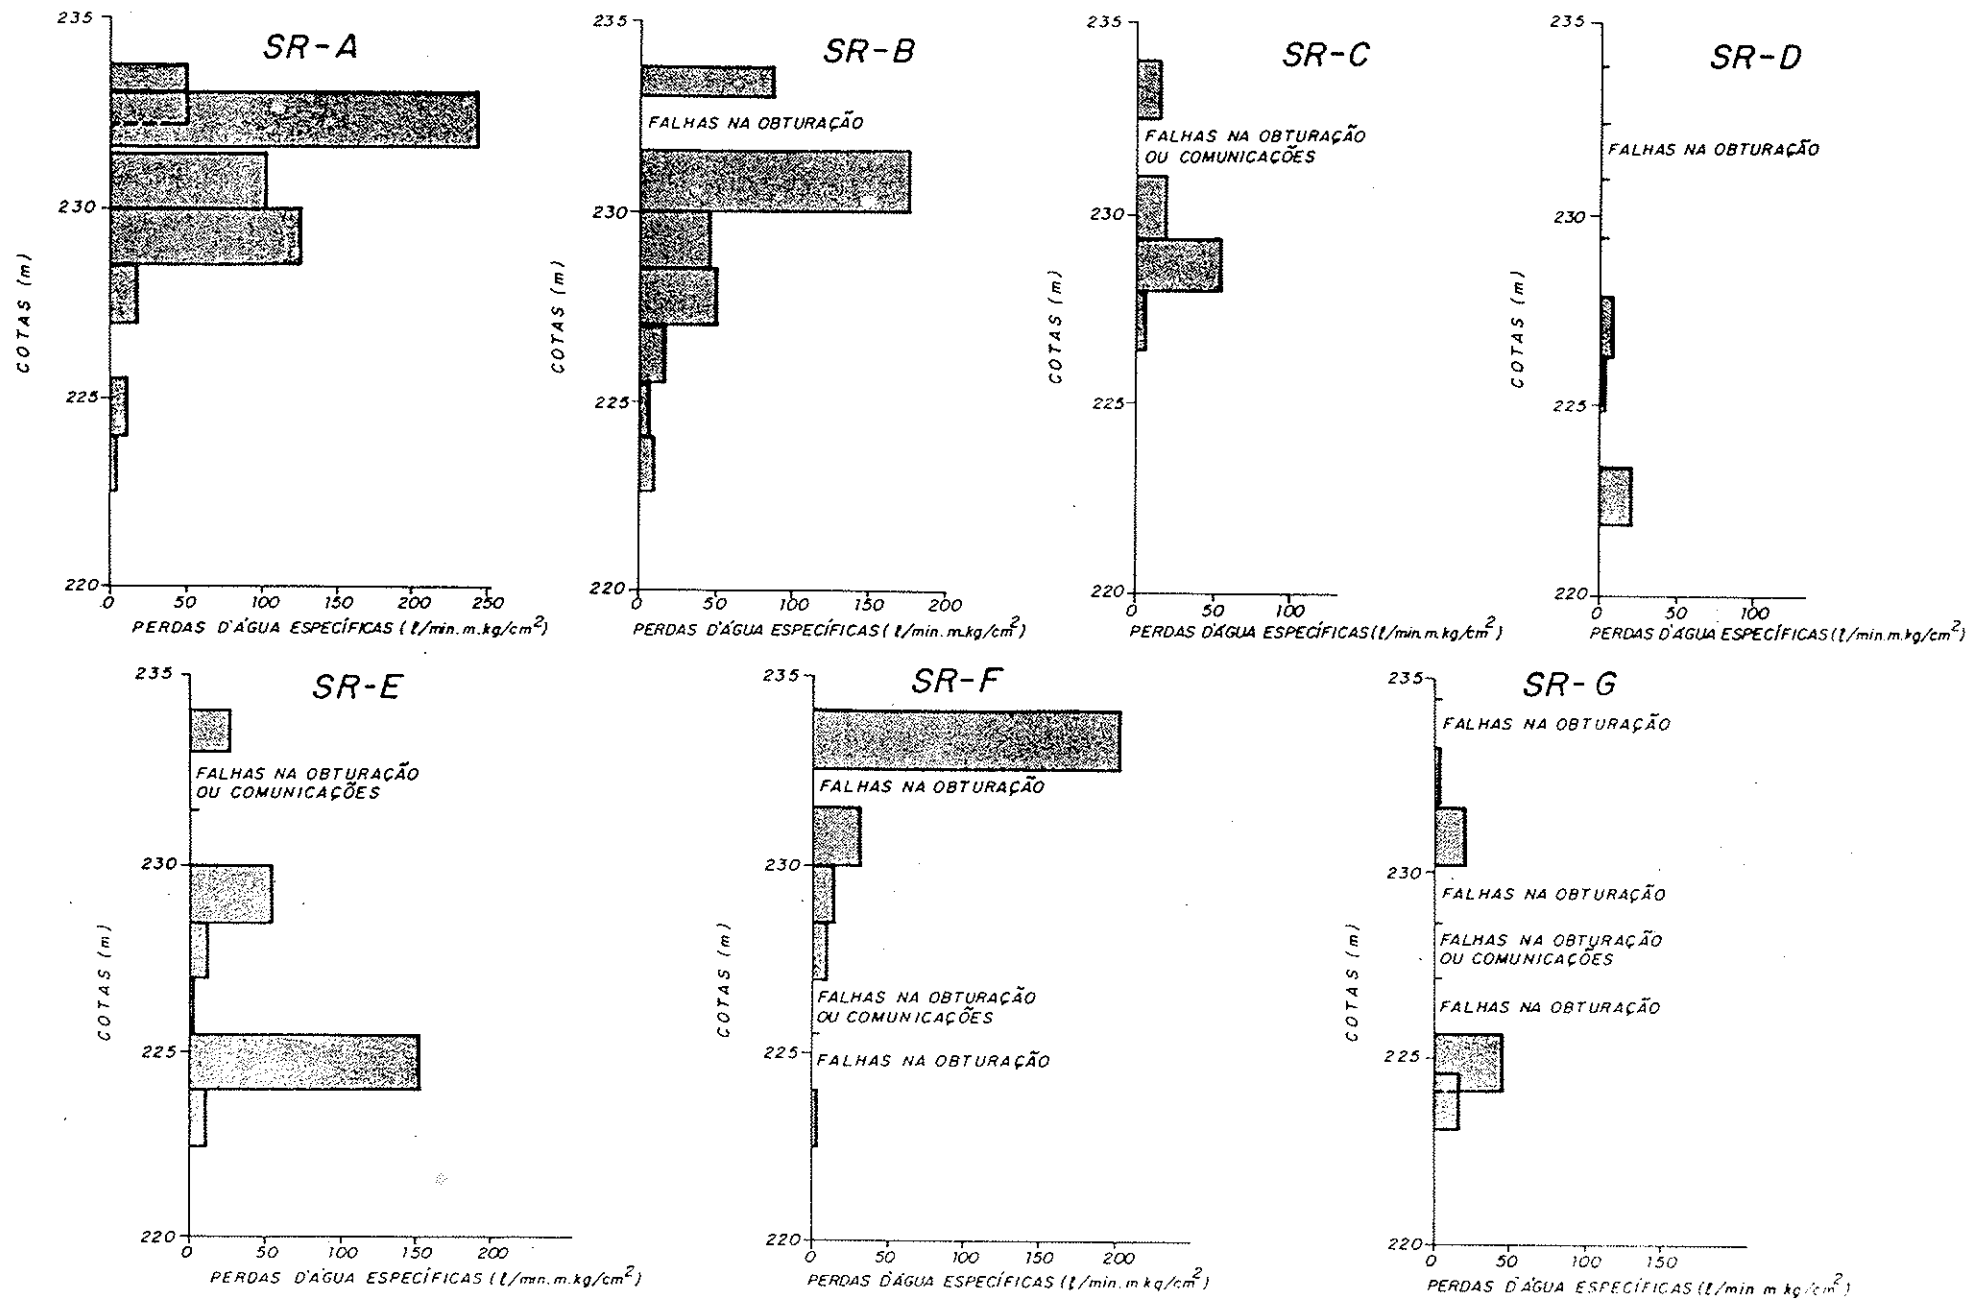 SR-A
235
230
225
220
0 50 100 150 200 250
COTAS (m)
PERDAS D'ÁGUA ESPECÍFICAS (ℓ/min.m.kg/cm²)
SR-B
235
FALHAS NA OBTURAÇÃO
230
225
220
0 50 100 150 200
COTAS (m)
PERDAS D'ÁGUA ESPECÍFICAS (ℓ/min.m.kg/cm²)
SR-C
235
FALHAS NA OBTURAÇÃO
OU COMUNICAÇÕES
230
225
220
0 50 100
COTAS (m)
PERDAS D'ÁGUA ESPECÍFICAS (ℓ/min.m.kg/cm²)
SR-D
235
FALHAS NA OBTURAÇÃO
230
225
220
0 50 100
COTAS (m)
PERDAS D'ÁGUA ESPECÍFICAS (ℓ/min.m.kg/cm²)
SR-E
235
FALHAS NA OBTURAÇÃO
OU COMUNICAÇÕES
230
225
220
0 50 100 150 200
COTAS (m)
PERDAS D'ÁGUA ESPECÍFICAS (ℓ/min.m.kg/cm²)
SR-F
235
FALHAS NA OBTURAÇÃO
230
FALHAS NA OBTURAÇÃO
OU COMUNICAÇÕES
225
FALHAS NA OBTURAÇÃO
220
0 50 100 150 200
COTAS (m)
PERDAS D'ÁGUA ESPECÍFICAS (ℓ/min.m kg/cm²)
SR-G
235
FALHAS NA OBTURAÇÃO
230
FALHAS NA OBTURAÇÃO
FALHAS NA OBTURAÇÃO
OU COMUNICAÇÕES
FALHAS NA OBTURAÇÃO
225
220
0 50 100 150
COTAS (m)
PERDAS D'ÁGUA ESPECÍFICAS (ℓ/min m kg/cm²)